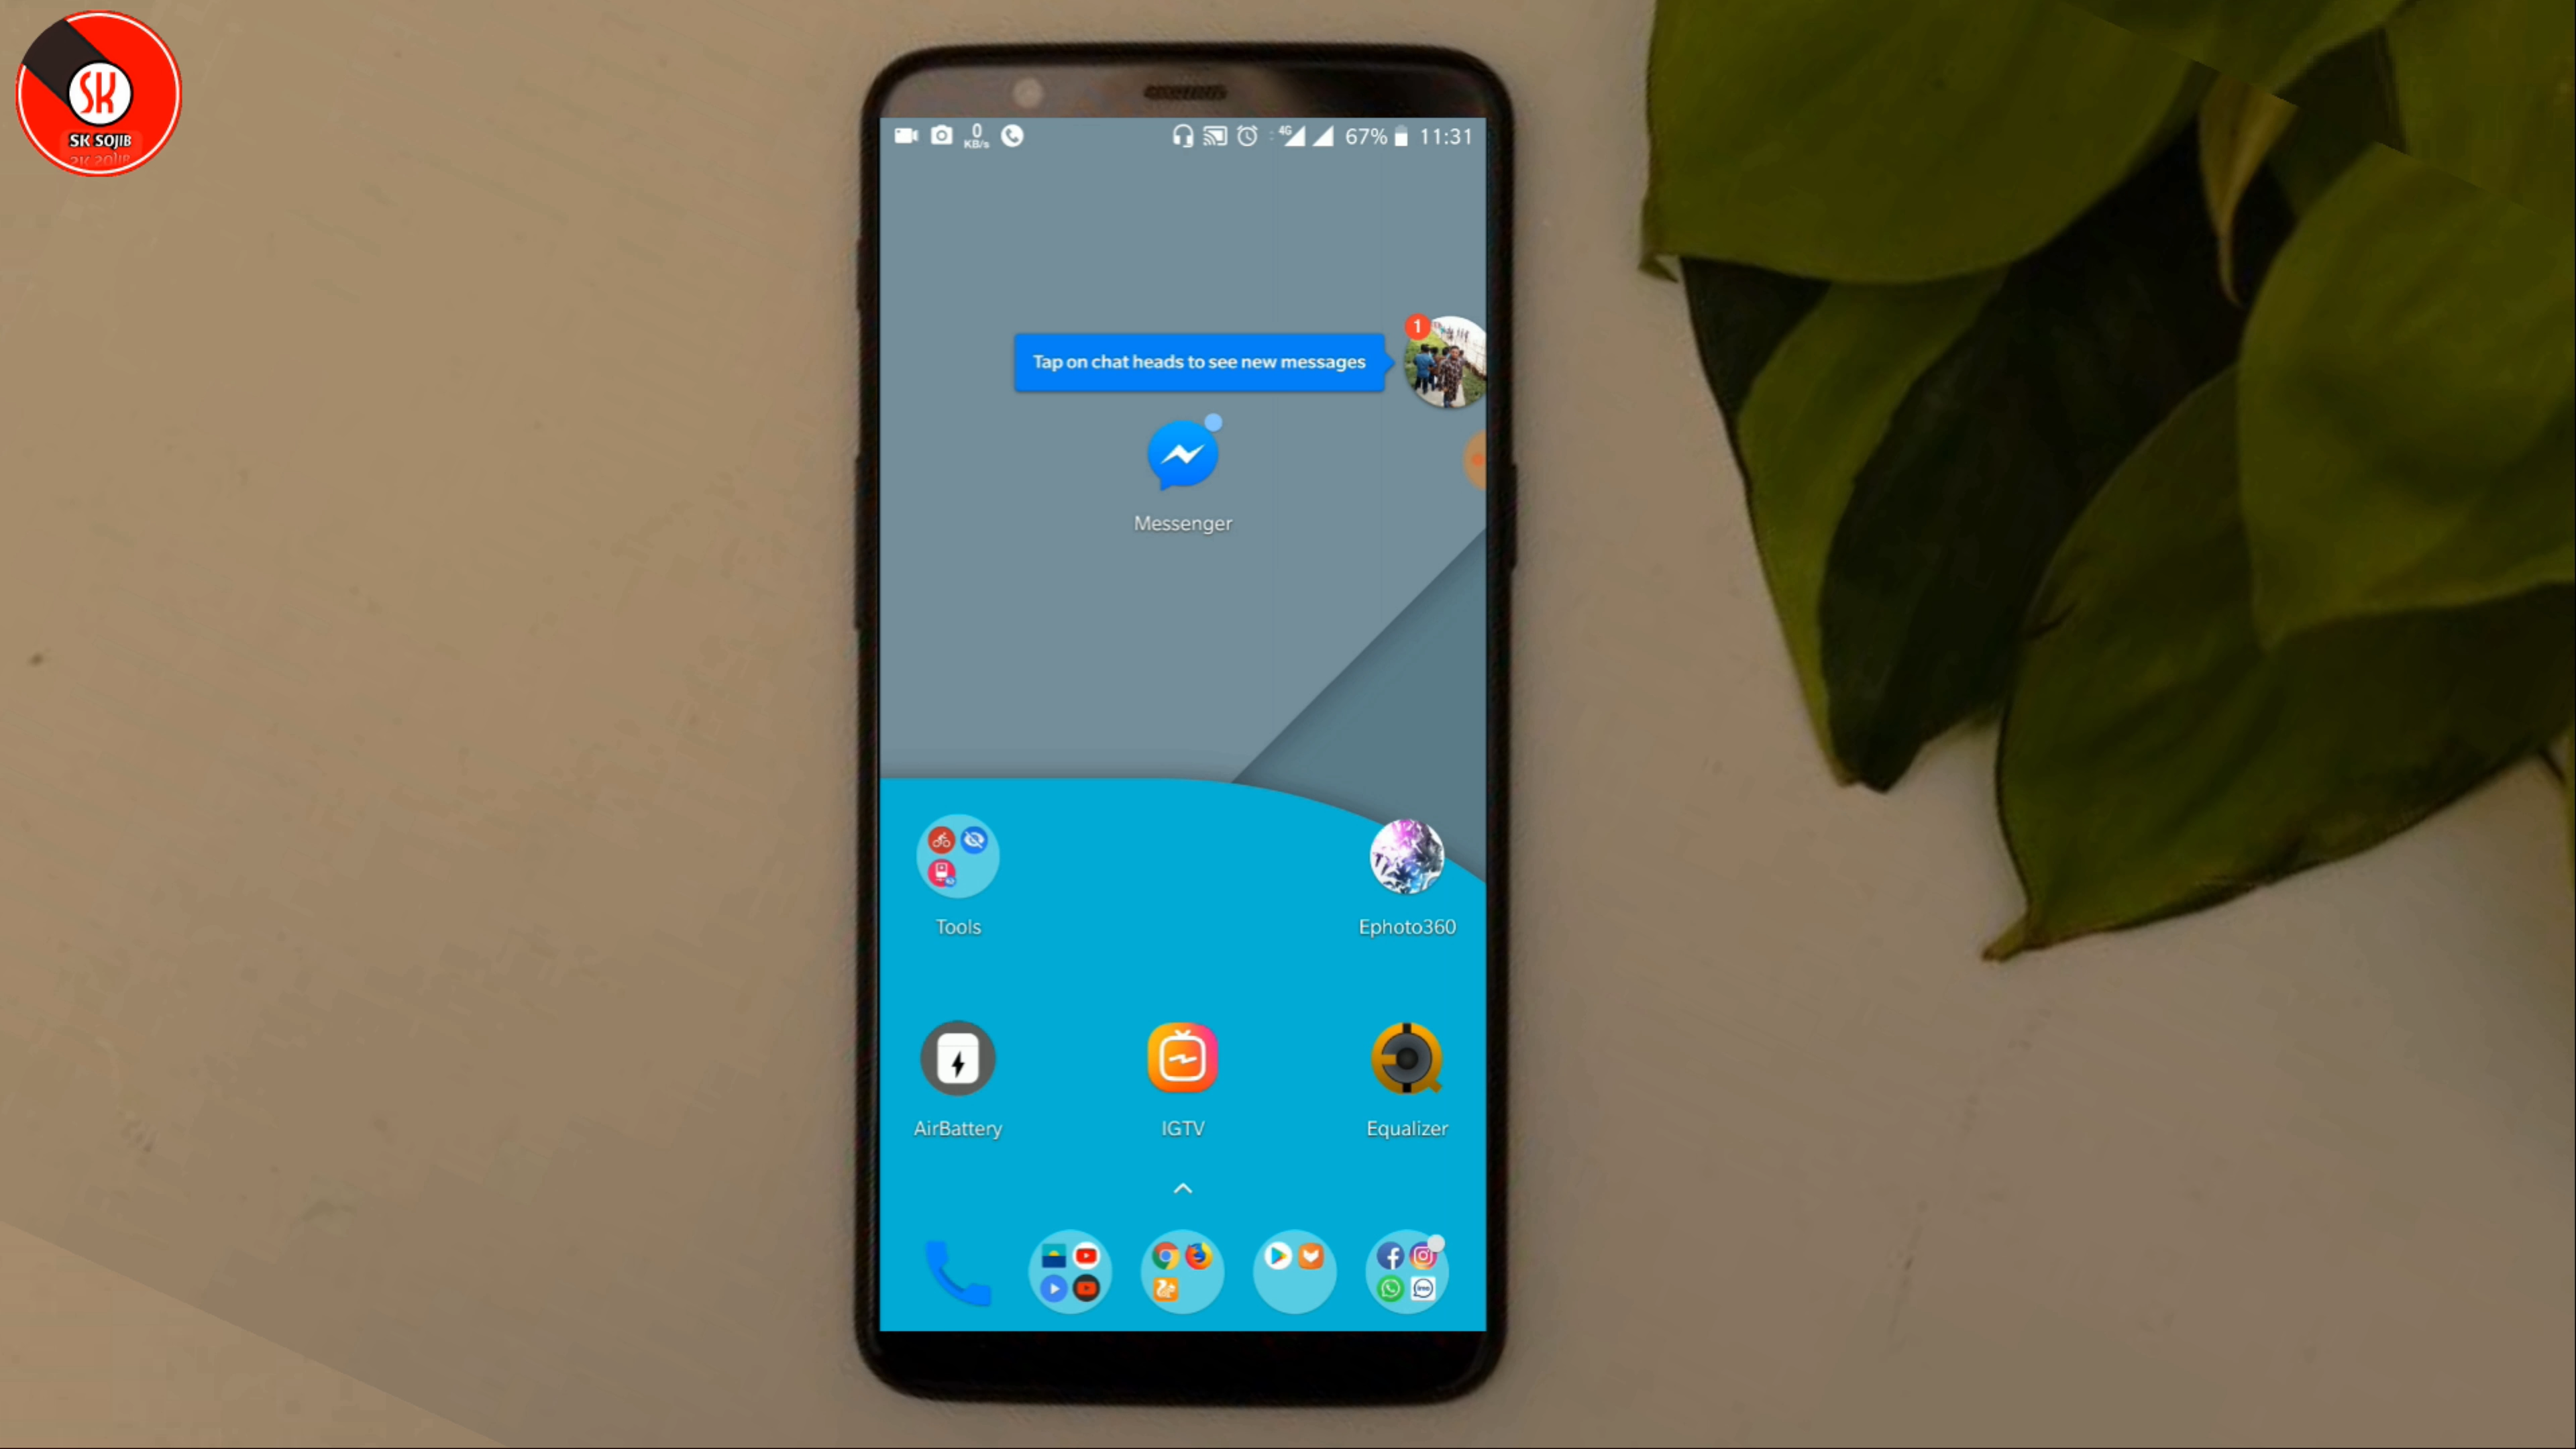 SK
SK SOJIB
0
KB/s
4G
67%
11:31
1
Tap on chat heads to see new messages
Messenger
Tools
Ephoto360
AirBattery
IGTV
Equalizer